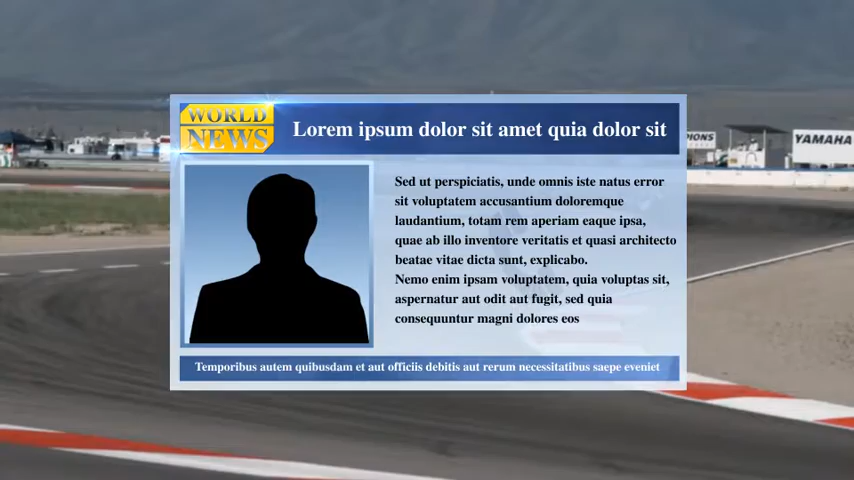 WORLD
NEWS
Lorem ipsum dolor sit amet quia dolor sit
Sed ut perspiciatis, unde omnis iste natus error
sit voluptatem accusantium doloremque
laudantium, totam rem aperiam eaque ipsa,
quae ab illo inventore veritatis et quasi architecto
beatae vitae dicta sunt, explicabo.
Nemo enim ipsam voluptatem, quia voluptas sit,
aspernatur aut odit aut fugit, sed quia
consequuntur magni dolores eos
Temporibus autem quibusdam et aut officiis debitis aut rerum necessitatibus saepe eveniet
YAMAHA